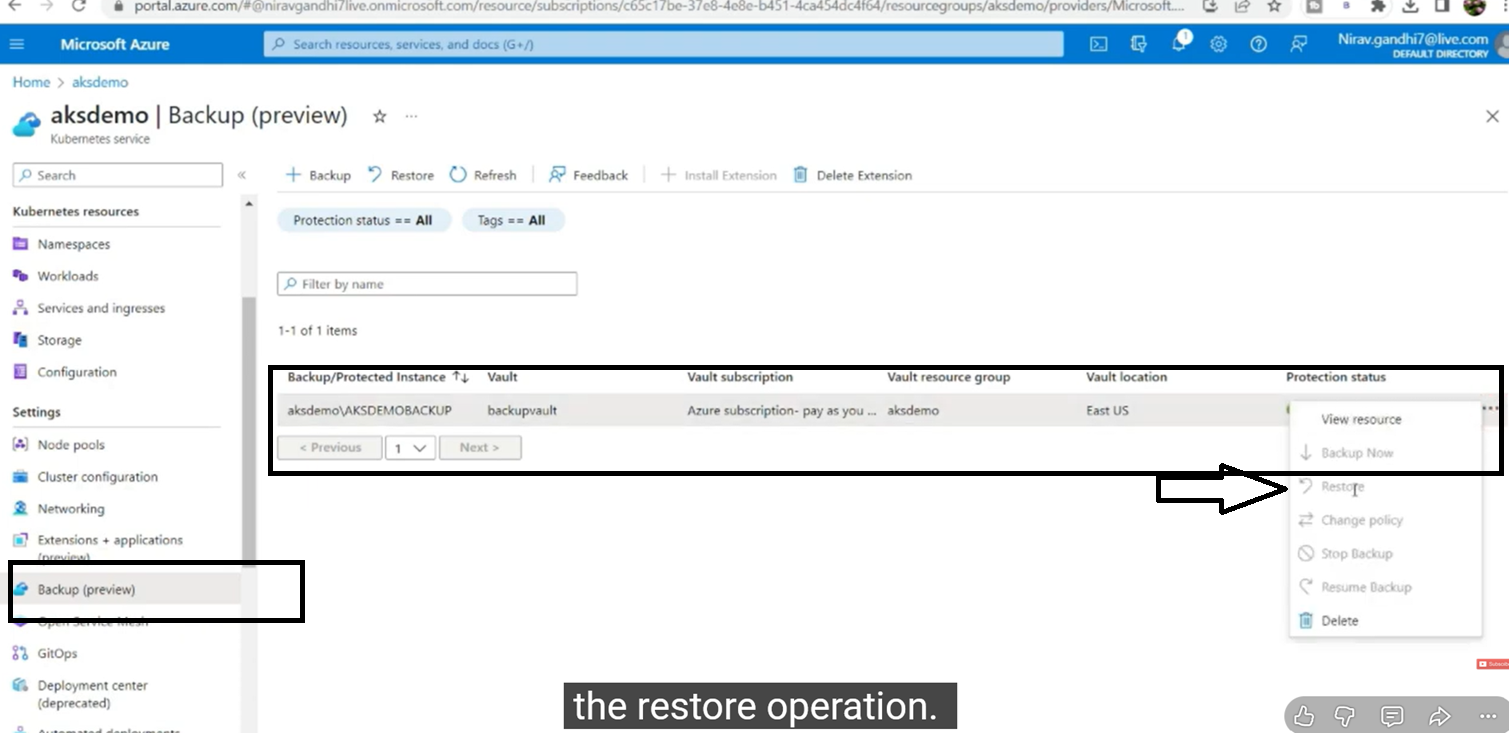 portal.azure.com/#@niravgandhi7live.onmicrosoft.com/resource/subscriptions/c65c17be-37e8-4e8e-b451-4ca454dc4f64/resourcegroups/aksdemo/providers/Microsoft....
Microsoft Azure
Search resources, services, and docs (G+/)
1
Nirav.gandhi7@live.com
DEFAULT DIRECTORY
Home > aksdemo
aksdemo | Backup (preview)
Kubernetes service
Search
Backup Restore Refresh Feedback Install Extension Delete Extension
Kubernetes resources
Namespaces
Workloads
Services and ingresses
Storage
Configuration
Settings
Node pools
Cluster configuration
Networking
Extensions + applications
(preview)
Backup (preview)
Open Service Mesh
GitOps
Deployment center
(deprecated)
Automated deployments
Protection status == All Tags == All
Filter by name
1-1 of 1 items
Backup/Protected Instance Vault Vault subscription Vault resource group Vault location Protection status
aksdemo\AKSDEMOBACKUP backupvault Azure subscription- pay as you ... aksdemo East US
< Previous 1 Next >
View resource
Backup Now
Restore
Change policy
Stop Backup
Resume Backup
Delete
the restore operation.